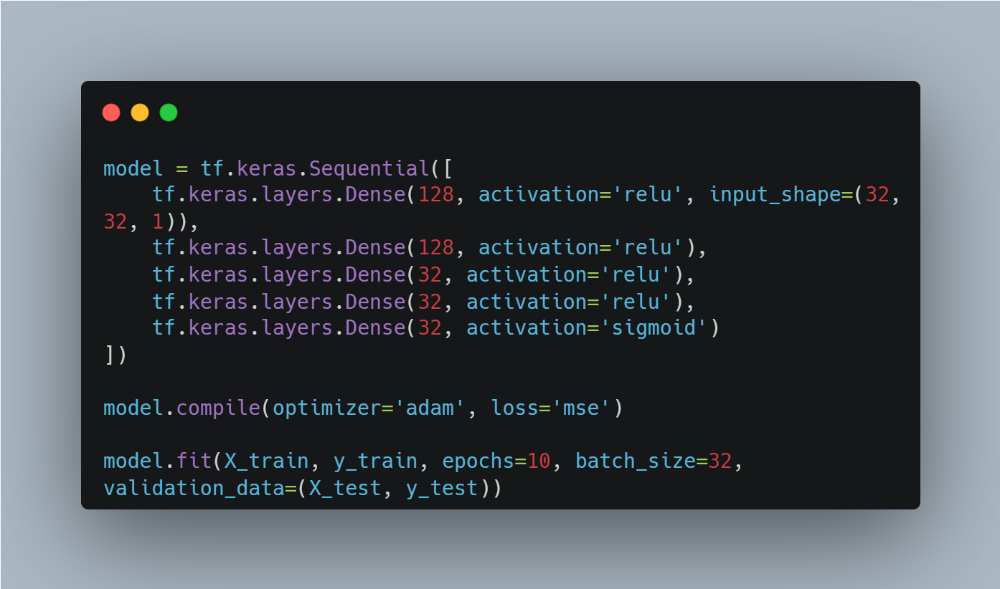 model = tf.keras.Sequential([
    tf.keras.layers.Dense(128, activation='relu', input_shape=(32,
32, 1)),
    tf.keras.layers.Dense(128, activation='relu'),
    tf.keras.layers.Dense(32, activation='relu'),
    tf.keras.layers.Dense(32, activation='relu'),
    tf.keras.layers.Dense(32, activation='sigmoid')
])

model.compile(optimizer='adam', loss='mse')

model.fit(X_train, y_train, epochs=10, batch_size=32,
validation_data=(X_test, y_test))